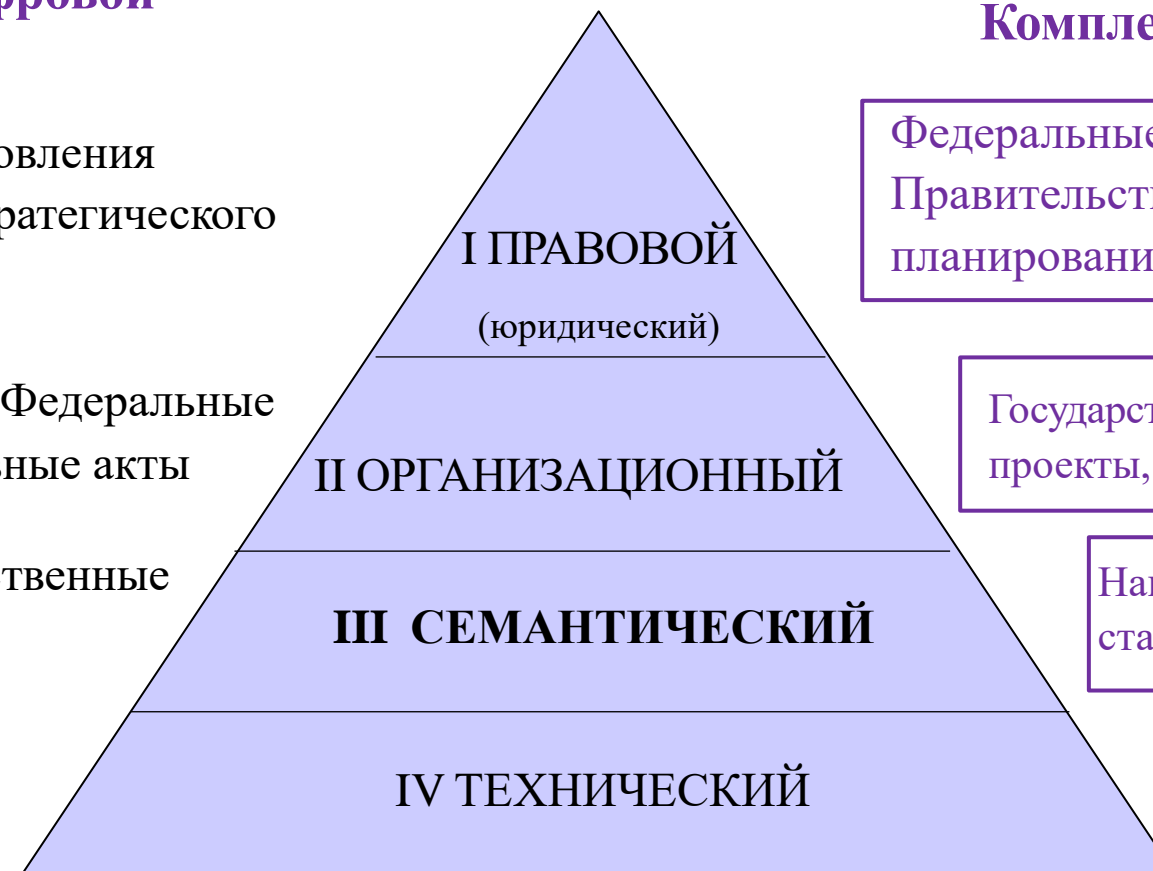 фровой
овления
ратегического
Федеральные
ные акты
твенные
I ПРАВОВОЙ
(юридический)
II ОРГАНИЗАЦИОННЫЙ
III СЕМАНТИЧЕСКИЙ
IV ТЕХНИЧЕСКИЙ
Компле
Федеральные
Правительст
планировани
Государст
проекты,
На
ста